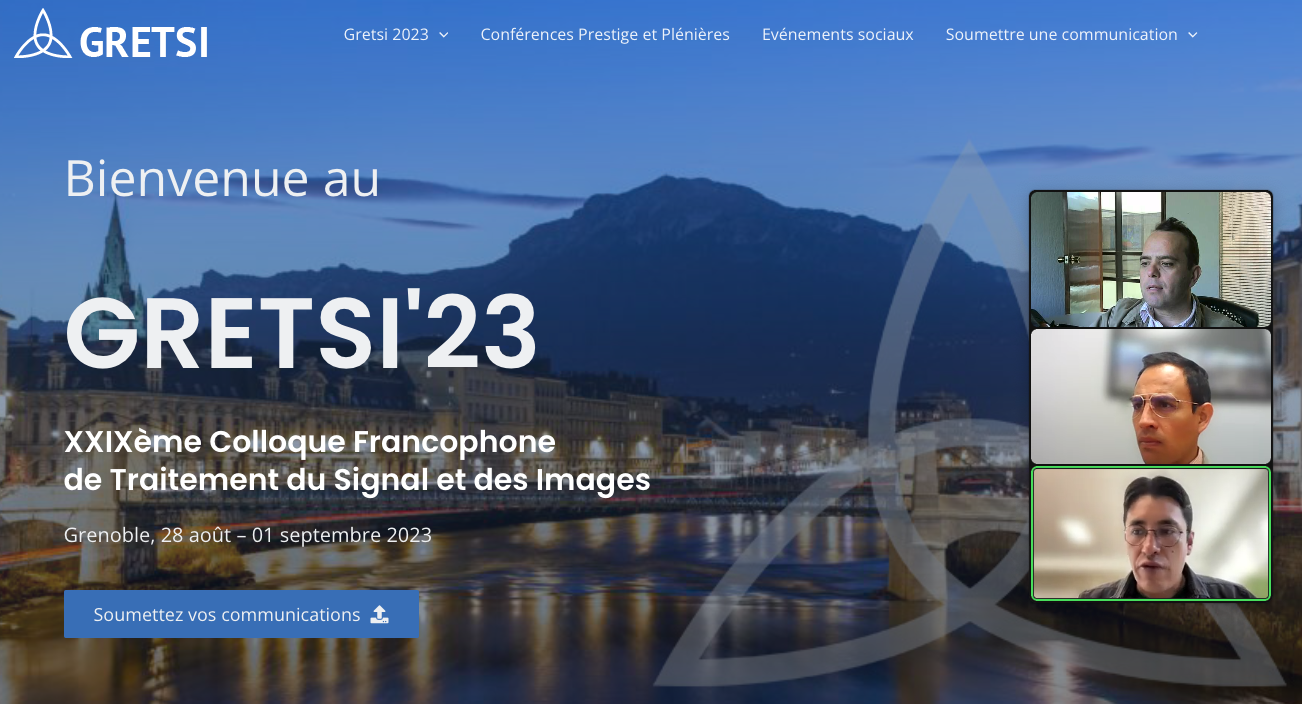 GRETSI
Gretsi 2023
Conférences Prestige et Plénières
Evénements sociaux
Soumettre une communication
Bienvenue au
GRETSI'23
XXIXème Colloque Francophone
de Traitement du Signal et des Images
Grenoble, 28 août – 01 septembre 2023
Soumettez vos communications